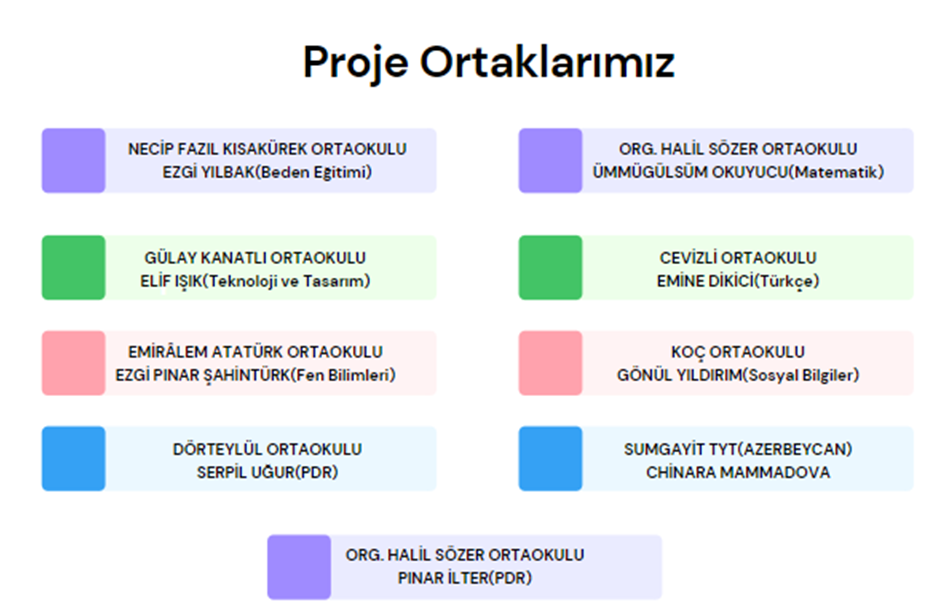 Proje Ortaklarımız
NECİP FAZIL KISAKÜREK ORTAOKULU
EZGİ YILBAK(Beden Eğitimi)
ORG. HALİL SÖZER ORTAOKULU
ÜMMÜGÜLSÜM OKUYUCU(Matematik)
GÜLAY KANATLI ORTAOKULU
ELİF IŞIK(Teknoloji ve Tasarım)
CEVİZLİ ORTAOKULU
EMİNE DİKİCİ(Türkçe)
EMİRÂLEM ATATÜRK ORTAOKULU
EZGİ PINAR ŞAHİNTÜRK(Fen Bilimleri)
KOÇ ORTAOKULU
GÖNÜL YILDIRIM(Sosyal Bilgiler)
DÖRTEYLÜL ORTAOKULU
SERPİL UĞUR(PDR)
SUMGAYİT TYT(AZERBEYCAN)
CHİNARA MAMMADOVA
ORG. HALİL SÖZER ORTAOKULU
PINAR İLTER(PDR)